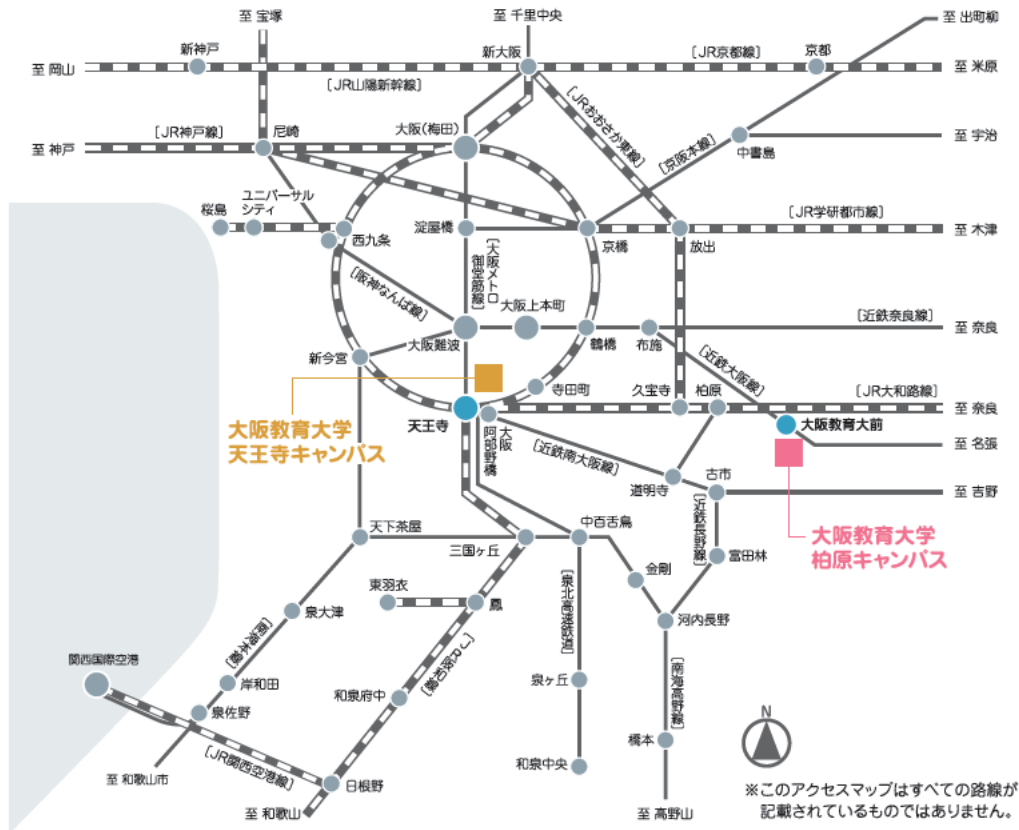 至 宝塚
至 千里中央
至 出町柳
新神戸
新大阪
[JR京都線]
京都
至 岡山
至 米原
[JR山陽新幹線]
[JRおおさか東線]
[JR神戸線]
尼崎
大阪(梅田)
至 神戸
[京阪本線]
中書島
至 宇治
ユニバーサル
シティ
桜島
西九条
淀屋橋
京橋
放出
[JR学研都市線]
至 木津
[大阪メトロ
御堂筋線]
[阪神なんば線]
大阪上本町
[近鉄奈良線]
大阪難波
鶴橋
布施
至 奈良
新今宮
[近鉄大阪線]
寺田町
久宝寺
柏原
[JR大和路線]
至 奈良
大阪教育大学
天王寺キャンパス
天王寺
大阪
阿部野橋
大阪教育大前
至 名張
[近鉄南大阪線]
道明寺
古市
至 吉野
[近鉄長野線]
大阪教育大学
柏原キャンパス
天下茶屋
三国ヶ丘
中百舌鳥
富田林
金剛
東羽衣
鳳
[泉北高速鉄道]
泉大津
河内長野
[南海本線]
[JR阪和線]
関西国際空港
岸和田
和泉府中
泉ヶ丘
[南海高野線]
泉佐野
橋本
N
[JR関西空港線]
和泉中央
至 和歌山市
日根野
至 和歌山
至 高野山
※このアクセスマップはすべての路線が
記載されているものではありません。